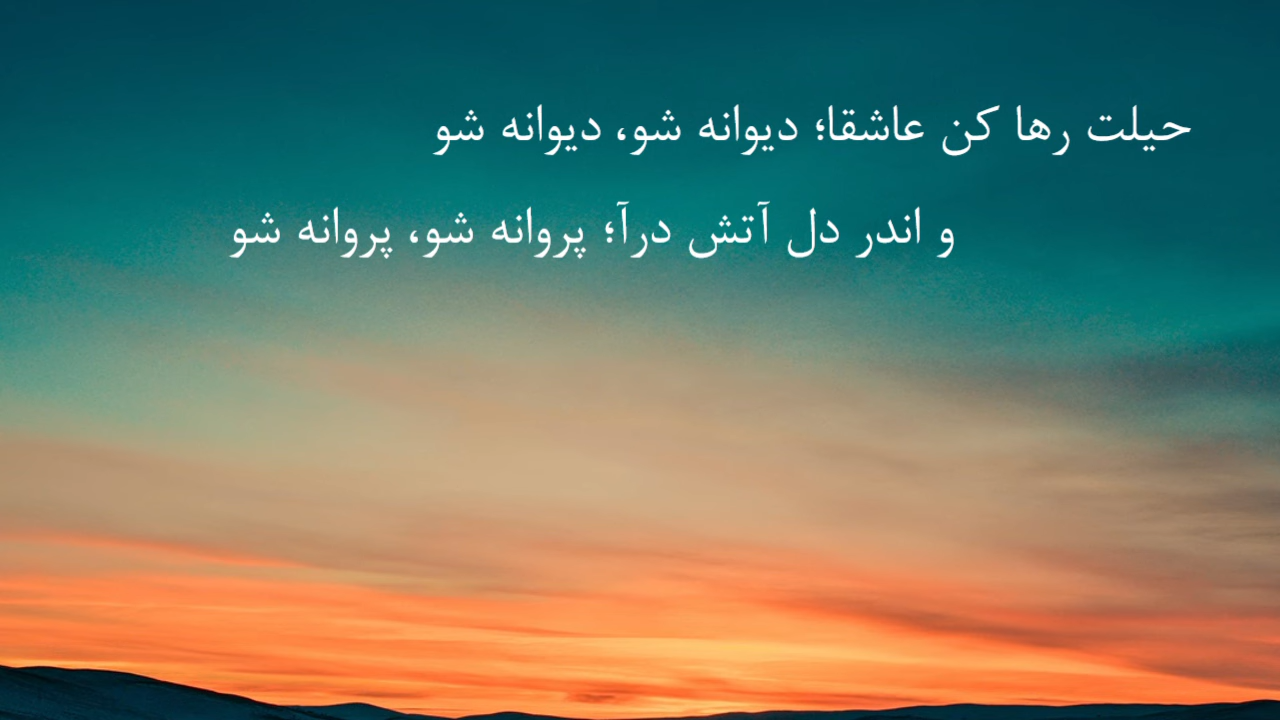 حیلت رها کن عاشقا؛ دیوانه شو، دیوانه شو
و اندر دل آتش درآ؛ پروانه شو، پروانه شو